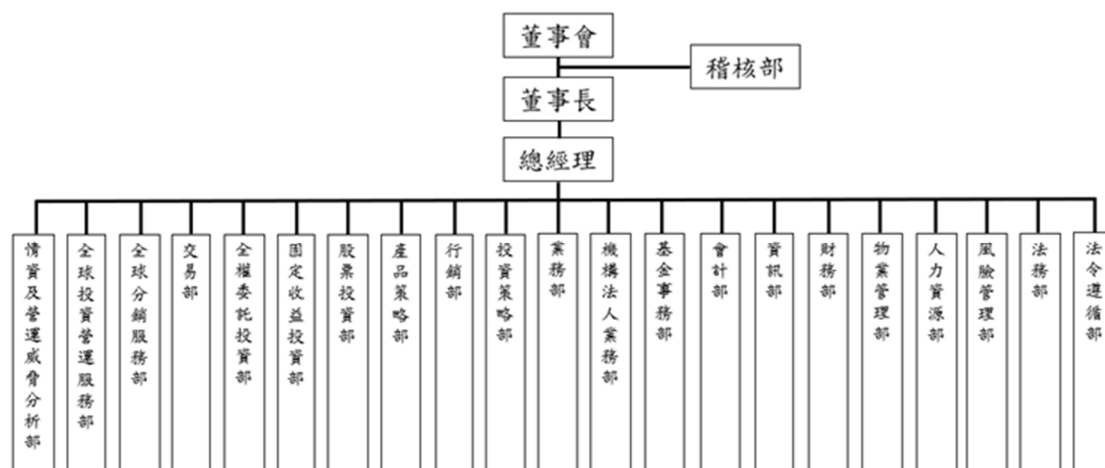 董事會
稽核部
董事長
總經理
情資及營運威脅分析部
全球投資營運服務部
全球分銷服務部
交易部
全權委託投資部
固定收益投資部
股票投資部
產品策略部
行銷部
投資策略部
業務部
機構法人業務部
基金事務部
會計部
資訊部
財務部
物業管理部
人力資源部
風險管理部
法務部
法令遵循部